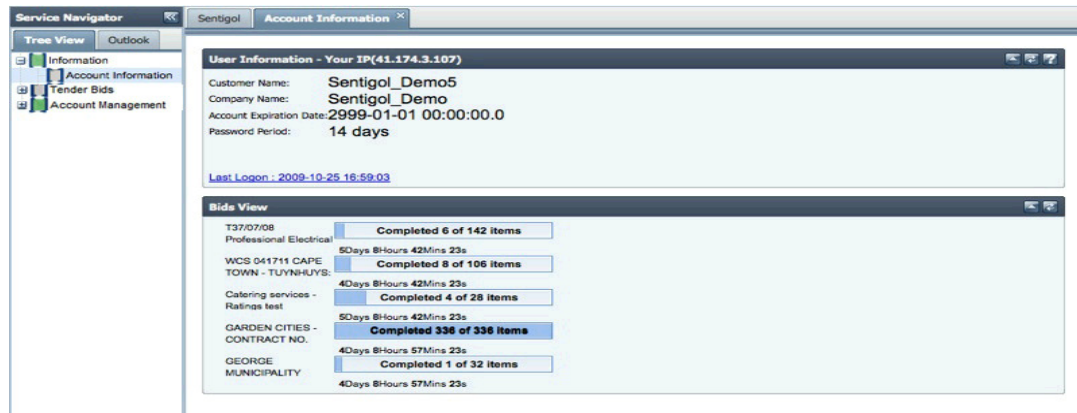 Service Navigator
Tree View Outlook
Information
Account Information
Tender Bids
Account Management
Sentigol Account Information ×
User Information - Your IP(41.174.3.107)
?
Customer Name: Sentigol_Demo5
Company Name: Sentigol_Demo
Account Expiration Date: 2999-01-01 00:00:00.0
Password Period: 14 days
Last Logon : 2009-10-25 16:59:03
Bids View
T37/07/08
Professional Electrical
Completed 6 of 142 items
5Days 8Hours 42Mins 23s
WCS 041711 CAPE
TOWN - TUYNHUYS:
Completed 8 of 106 items
4Days 8Hours 42Mins 23s
Catering services -
Ratings test
Completed 4 of 28 items
5Days 8Hours 42Mins 23s
GARDEN CITIES -
CONTRACT NO.
Completed 336 of 336 items
4Days 8Hours 57Mins 23s
GEORGE
MUNICIPALITY
Completed 1 of 32 items
4Days 8Hours 57Mins 23s